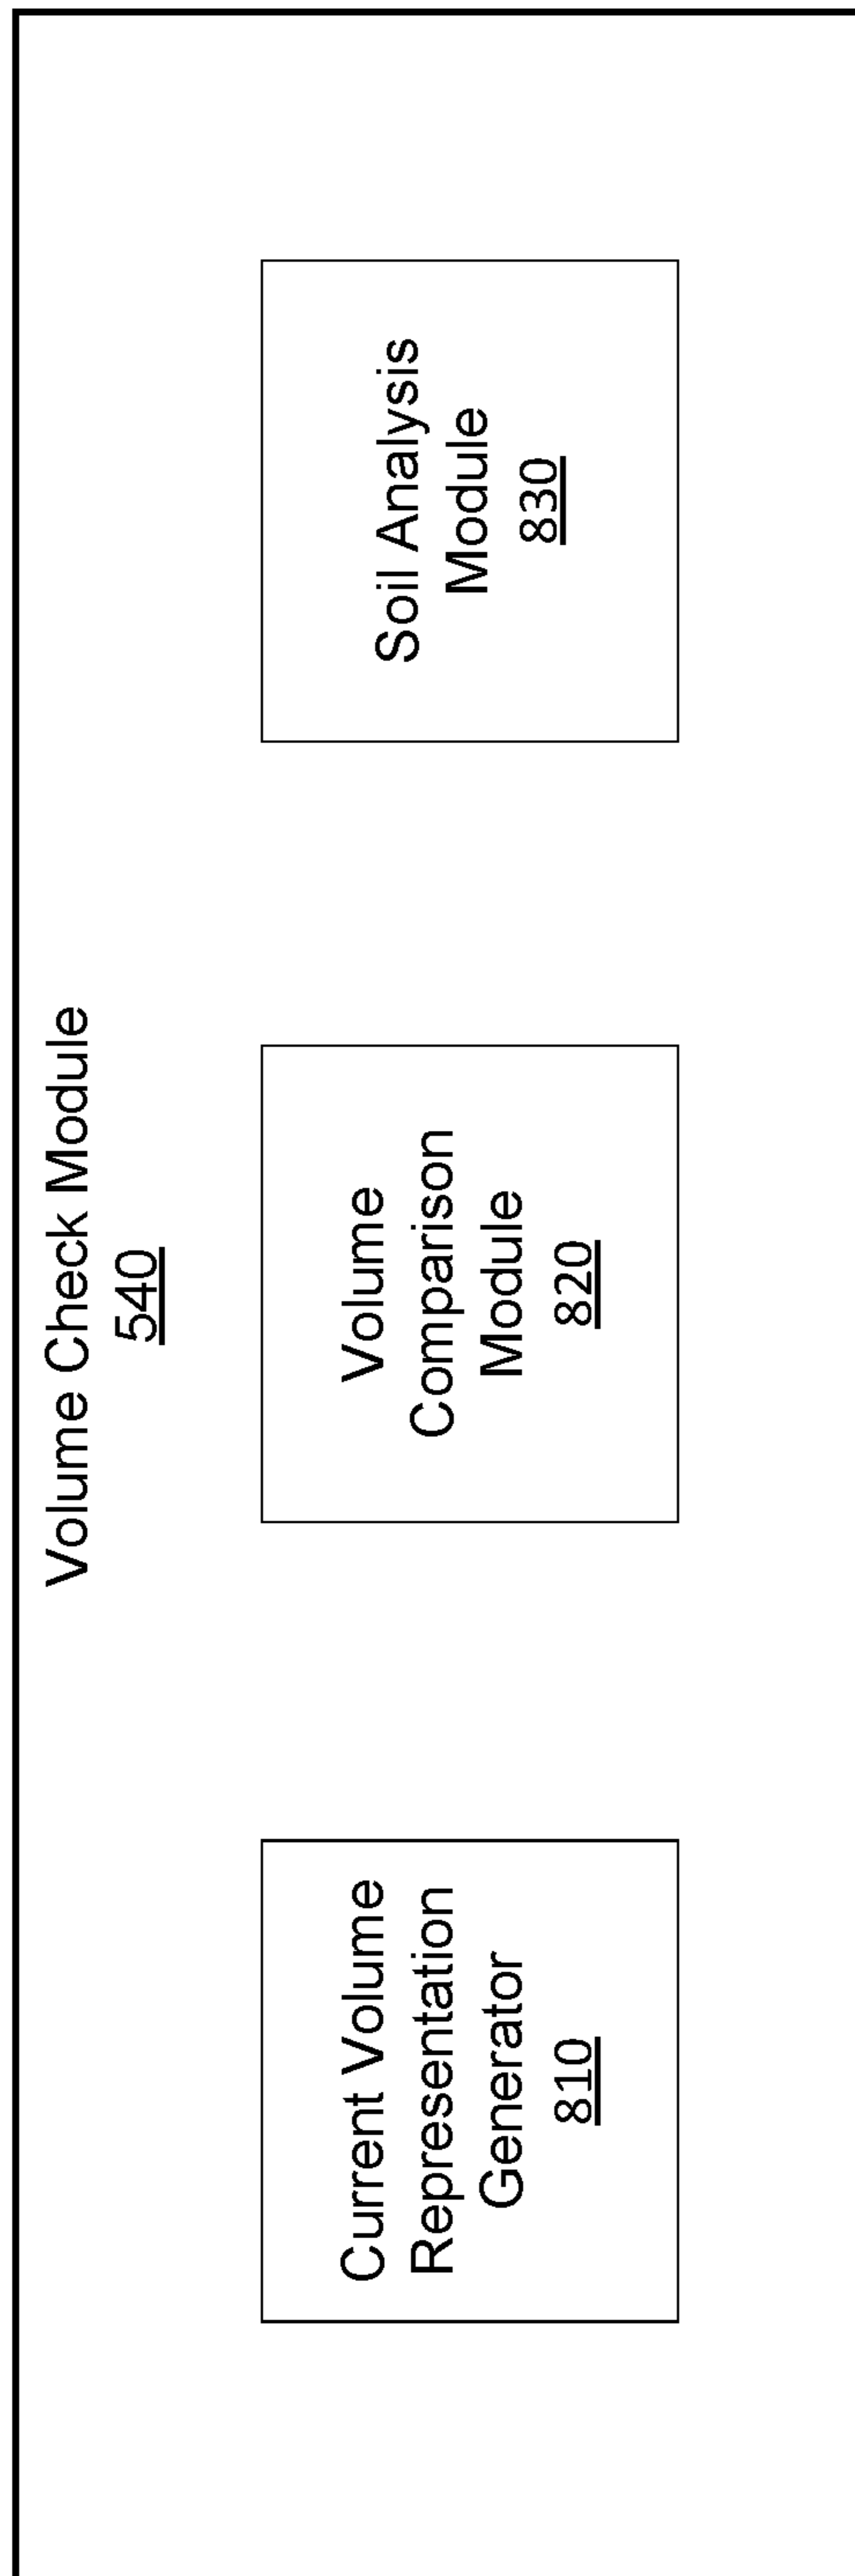 Volume Check Module
540
Current Volume
Representation
Generator
810
Volume
Comparison
Module
820
Soil Analysis
Module
830